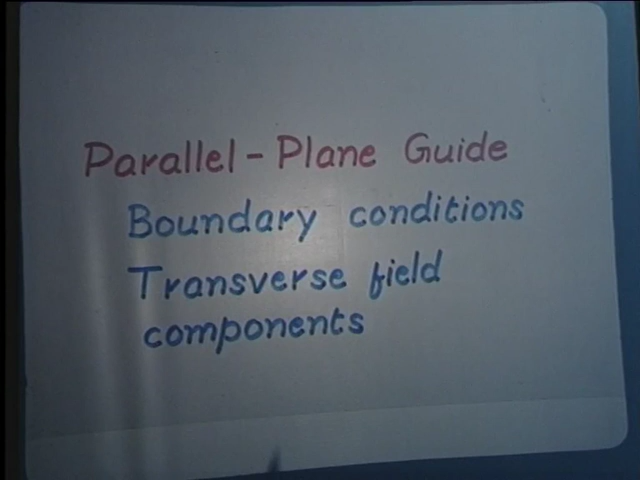 Parallel-Plane Guide
Boundary conditions
Transverse field
components